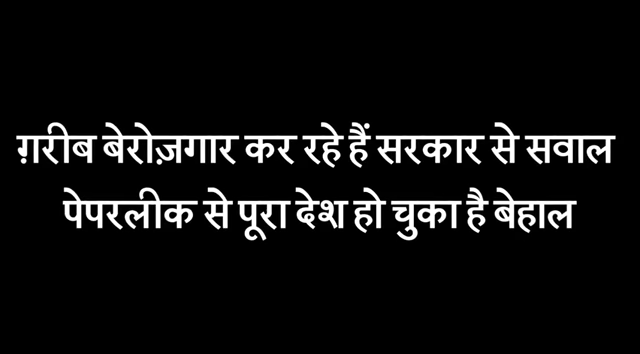 ग़रीब बेरोज़गार कर रहे हैं सरकार से सवाल
पेपरलीक से पूरा देश हो चुका है बेहाल